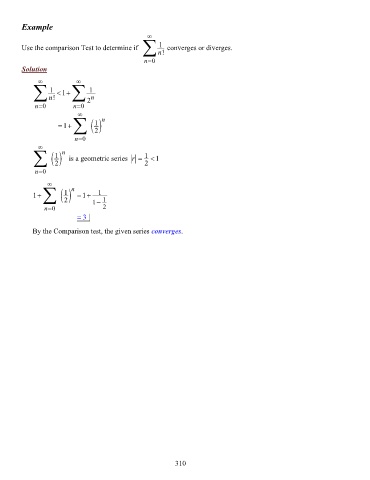 Example
Use the comparison Test to determine if $\sum_{n=0}^{\infty} \frac{1}{n!}$ converges or diverges.
Solution
$\sum_{n=0}^{\infty} \frac{1}{n!} < 1 + \sum_{n=0}^{\infty} \frac{1}{2^n}$
$= 1 + \sum_{n=0}^{\infty} \left(\frac{1}{2}\right)^n$
$\sum_{n=0}^{\infty} \left(\frac{1}{2}\right)^n$ is a geometric series $|r| = \frac{1}{2} < 1$
$1 + \sum_{n=0}^{\infty} \left(\frac{1}{2}\right)^n = 1 + \frac{1}{1 - \frac{1}{2}}$
$= 3$ |
By the Comparison test, the given series converges.
310